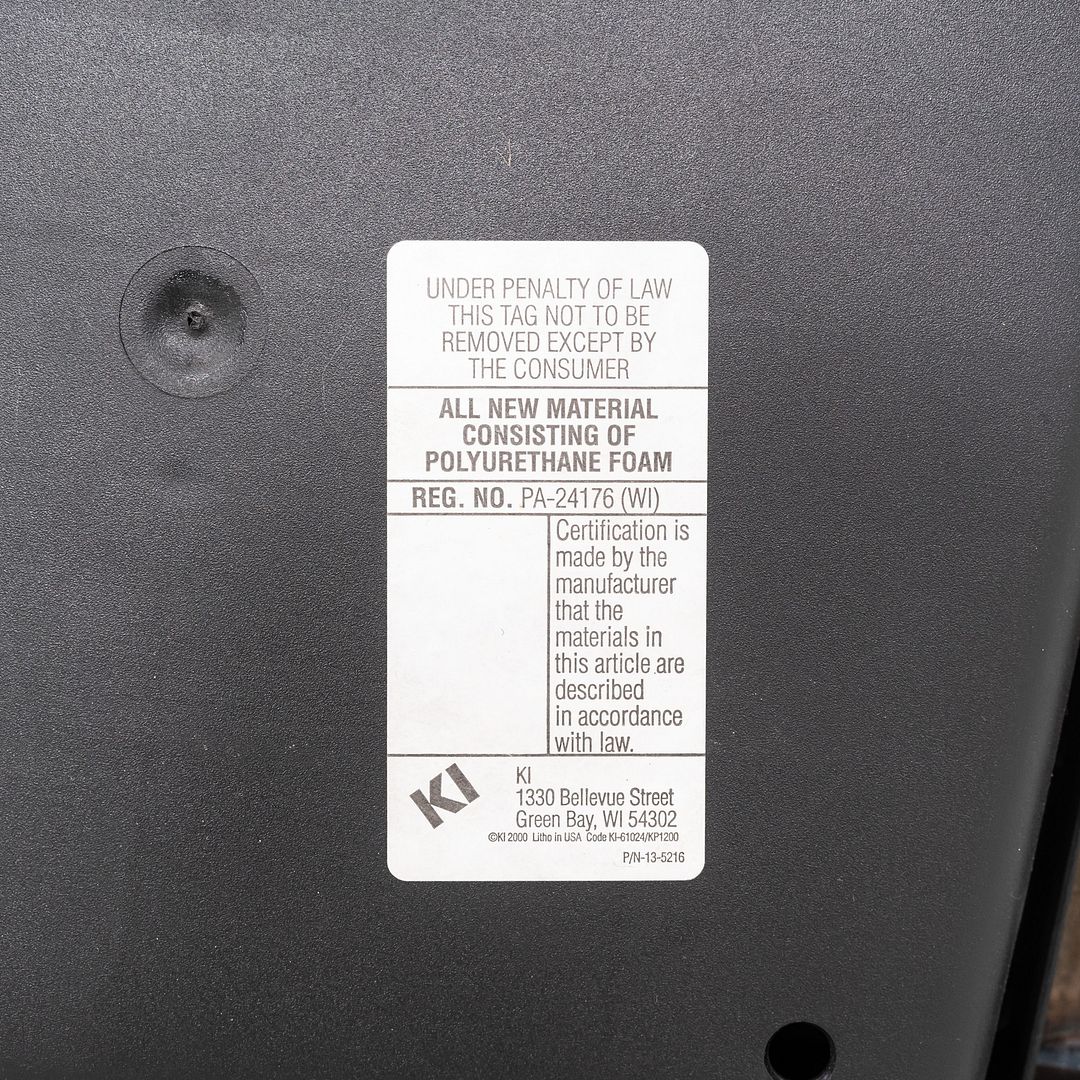 UNDER PENALTY OF LAW
THIS TAG NOT TO BE
REMOVED EXCEPT BY
THE CONSUMER
ALL NEW MATERIAL
CONSISTING OF
POLYURETHANE FOAM
REG. NO. PA-24176 (WI)
Certification is
made by the
manufacturer
that the
materials in
this article are
described
in accordance
with law.
KI
KI
1330 Bellevue Street
Green Bay, WI 54302
©KI 2000 Litho in USA Code KI-61024/KP1200
P/N-13-5216